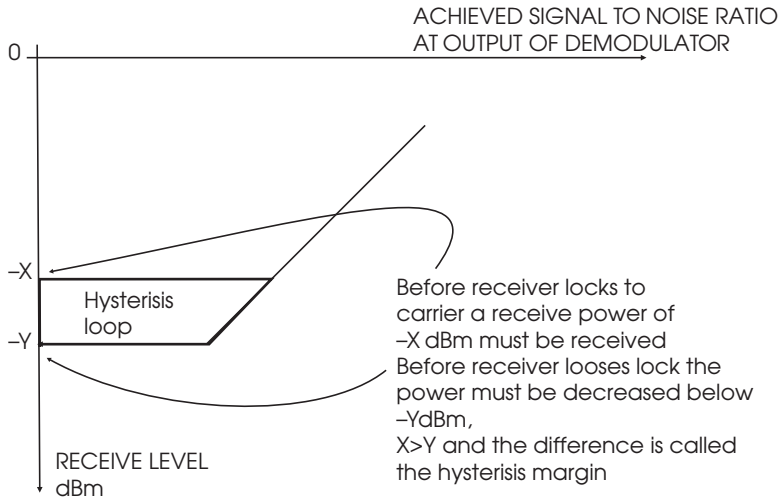 ACHIEVED SIGNAL TO NOISE RATIO
AT OUTPUT OF DEMODULATOR
0
–X
Hysterisis
loop
–Y
Before receiver locks to
carrier a receive power of
–X dBm must be received
Before receiver looses lock the
power must be decreased below
–YdBm,
X>Y and the difference is called
the hysterisis margin
RECEIVE LEVEL
dBm